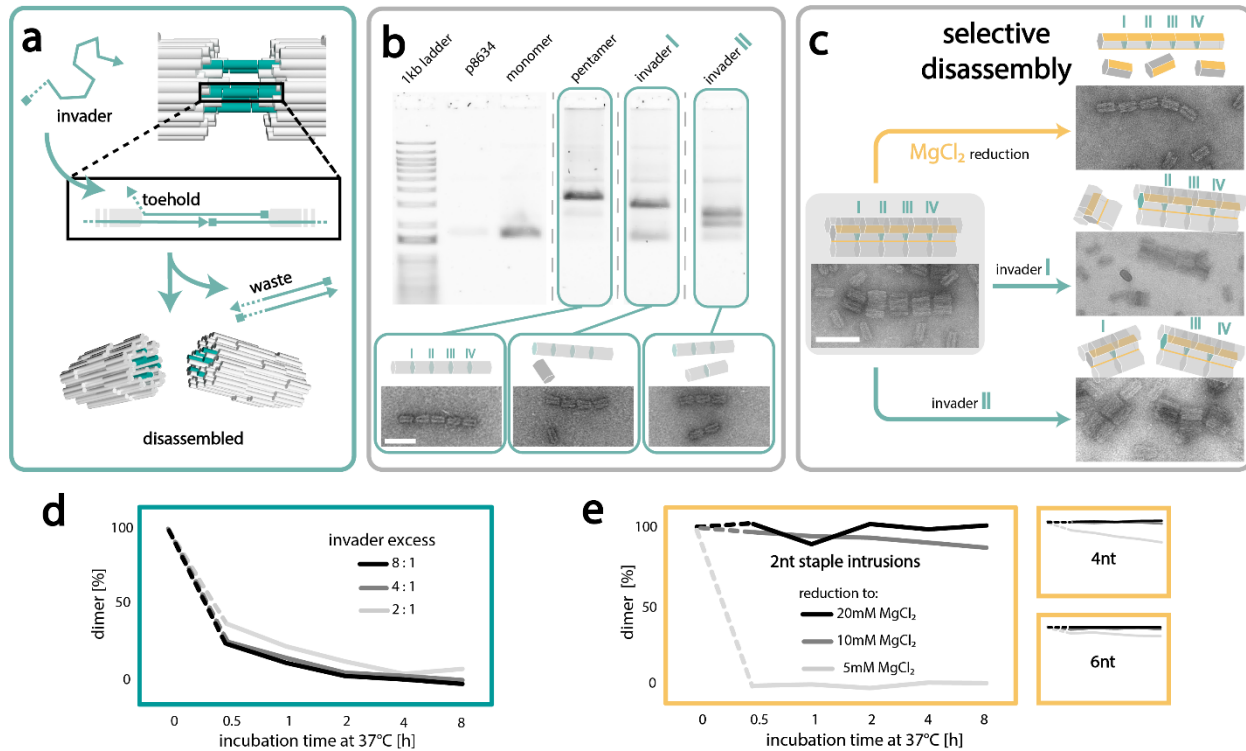 a
invader
toehold
waste
disassembled
b
1kb ladder
p8634
monomer
pentamer
invader I
invader II
I II III IV
c
selective
disassembly
I II III IV
MgCl₂ reduction
I II III IV
II III IV
invader I
I III IV
invader II
d
100
50
0
dimer [%]
invader excess
8 : 1
4 : 1
2 : 1
0 0.5 1 2 4 8
incubation time at 37°C [h]
e
100
50
0
dimer [%]
2nt staple intrusions
reduction to:
20mM MgCl₂
10mM MgCl₂
5mM MgCl₂
0 0.5 1 2 4 8
incubation time at 37°C [h]
4nt
6nt